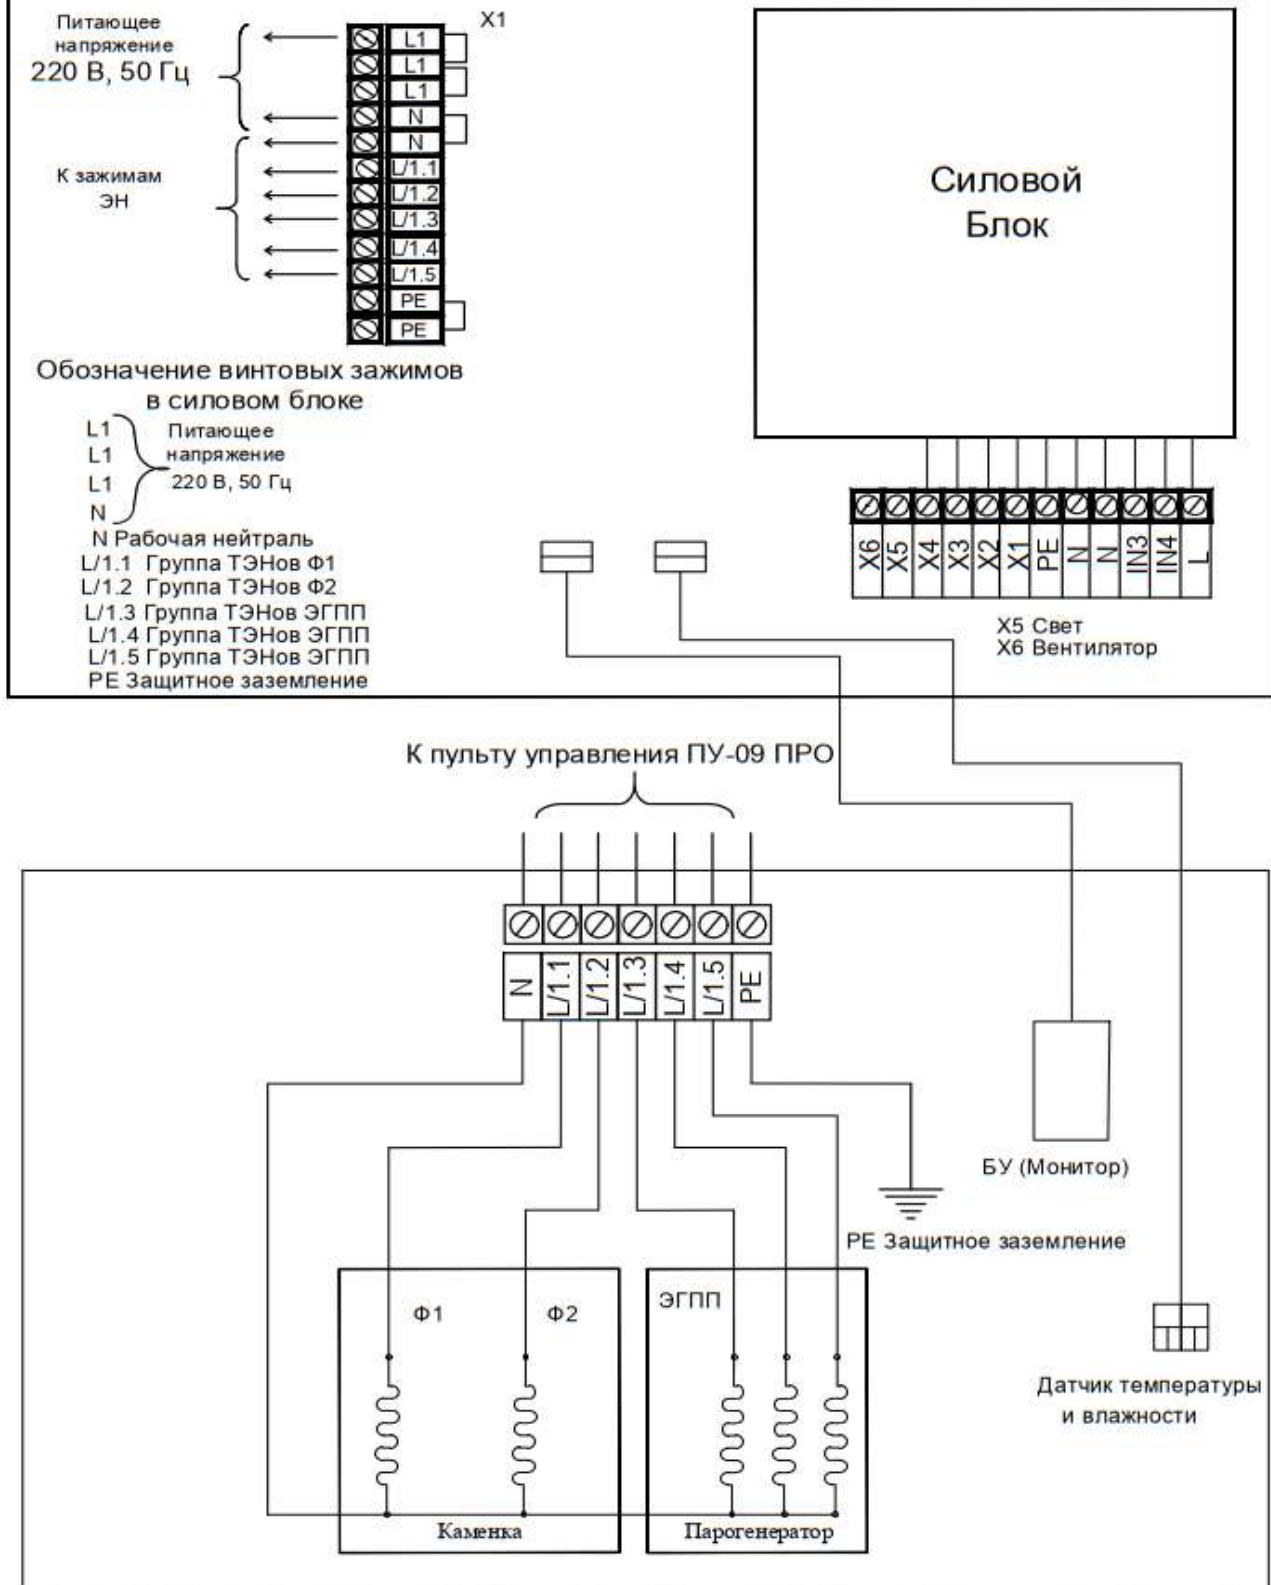 Питающее
напряжение
220 В, 50 Гц
К зажимам
ЭН
X1
L1
L1
L1
N
N
L/1.1
L/1.2
L/1.3
L/1.4
L/1.5
PE
PE
Силовой
Блок
Обозначение винтовых зажимов
в силовом блоке
L1
L1
L1
N
Питающее
напряжение
220 В, 50 Гц
N Рабочая нейтраль
L/1.1 Группа ТЭНов Ф1
L/1.2 Группа ТЭНов Ф2
L/1.3 Группа ТЭНов ЭГПП
L/1.4 Группа ТЭНов ЭГПП
L/1.5 Группа ТЭНов ЭГПП
PE Защитное заземление
X6 X5 X4 X3 X2 X1 PE N N IN3 IN4 L
X5 Свет
X6 Вентилятор
К пульту управления ПУ-09 ПРО
N L/1.1 L/1.2 L/1.3 L/1.4 L/1.5 PE
БУ (Монитор)
PE Защитное заземление
Ф1
Ф2
ЭГПП
Каменка
Парогенератор
Датчик температуры
и влажности